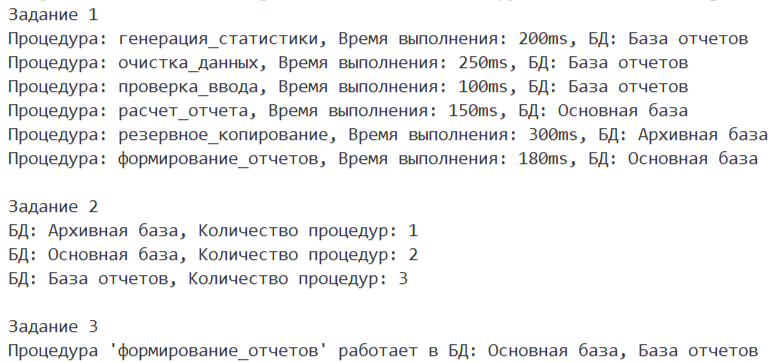 Задание 1
Процедура: генерация_статистики, Время выполнения: 200ms, БД: База отчетов
Процедура: очистка_данных, Время выполнения: 250ms, БД: База отчетов
Процедура: проверка_ввода, Время выполнения: 100ms, БД: База отчетов
Процедура: расчет_отчета, Время выполнения: 150ms, БД: Основная база
Процедура: резервное_копирование, Время выполнения: 300ms, БД: Архивная база
Процедура: формирование_отчетов, Время выполнения: 180ms, БД: Основная база
Задание 2
БД: Архивная база, Количество процедур: 1
БД: Основная база, Количество процедур: 2
БД: База отчетов, Количество процедур: 3
Задание 3
Процедура 'формирование_отчетов' работает в БД: Основная база, База отчетов